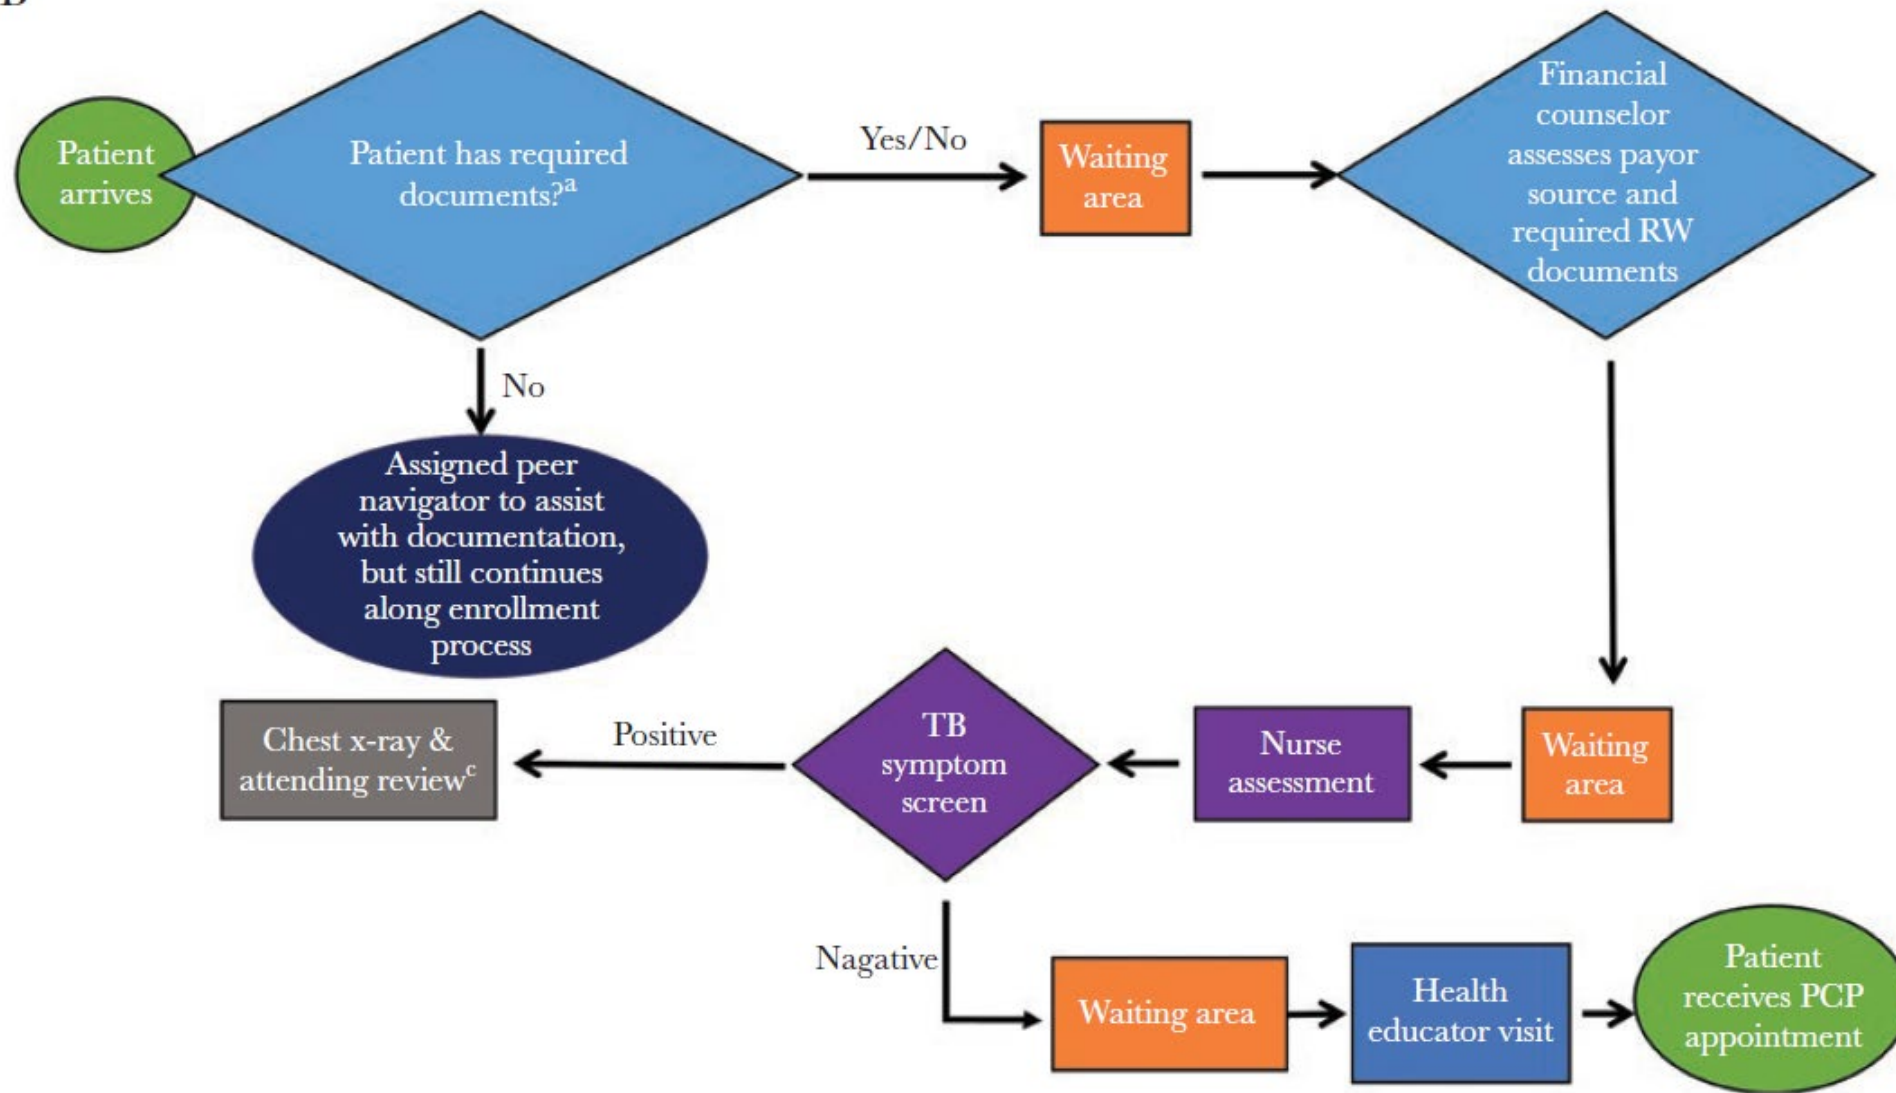 Patient
arrives
Patient has required
documents?a
Yes/No
Waiting
area
Financial
counselor
assesses payor
source and
required RW
documents
No
Assigned peer
navigator to assist
with documentation,
but still continues
along enrollment
process
Waiting
area
Nurse
assessment
TB
symptom
screen
Positive
Chest x-ray &
attending reviewc
Nagative
Waiting area
Health
educator visit
Patient
receives PCP
appointment